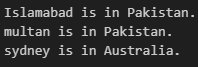 Islamabad is in Pakistan.
multan is in Pakistan.
sydney is in Australia.